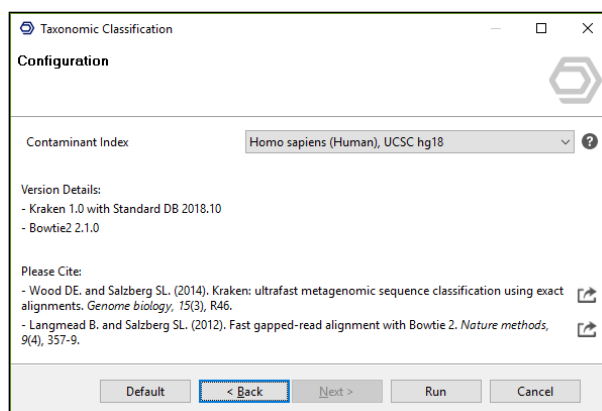 Taxonomic Classification
Configuration
Contaminant Index
Homo sapiens (Human), UCSC hg18
Version Details:
- Kraken 1.0 with Standard DB 2018.10
- Bowtie2 2.1.0
Please Cite:
- Wood DE. and Salzberg SL. (2014). Kraken: ultrafast metagenomic sequence classification using exact
alignments. Genome biology, 15(3), R46.
- Langmead B. and Salzberg SL. (2012). Fast gapped-read alignment with Bowtie 2. Nature methods,
9(4), 357-9.
Default
< Back
Next >
Run
Cancel